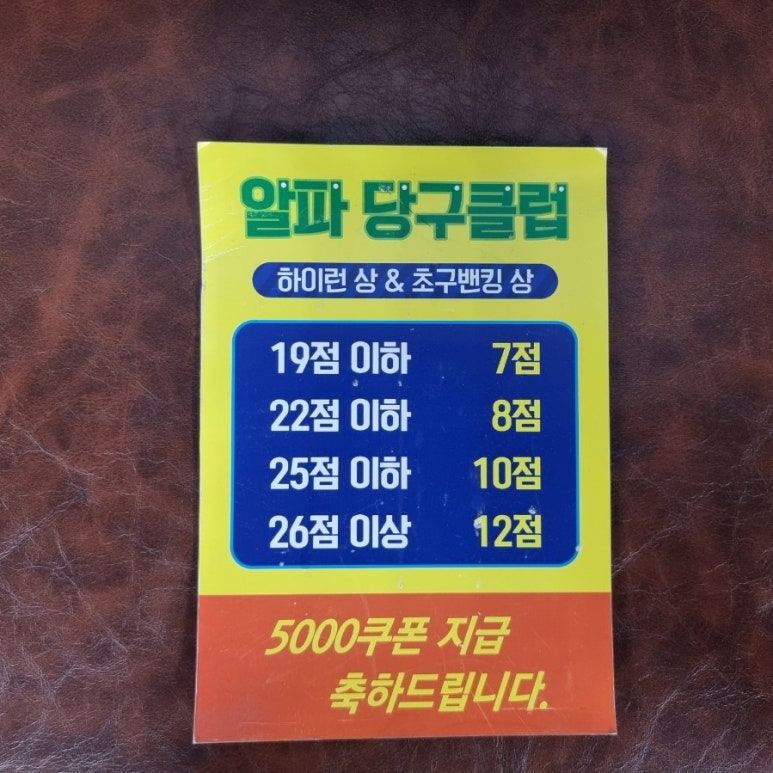 알파 당구클럽
하이런 상 & 초구뱅킹 상
19점 이하 7점
22점 이하 8점
25점 이하 10점
26점 이상 12점
5000쿠폰 지급
축하드립니다.